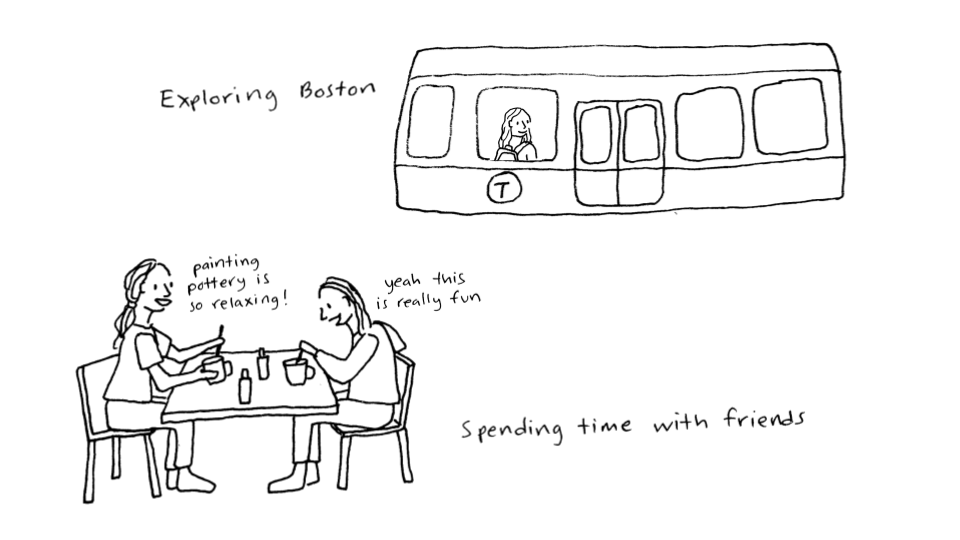 Exploring Boston
T
painting
pottery is
so relaxing!
yeah this
is really fun
Spending time with friends